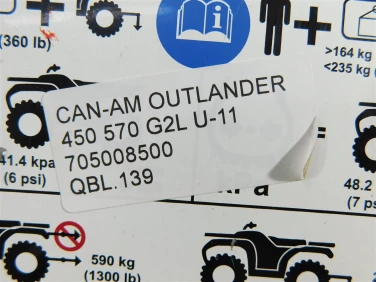 (360 lb)
+
+
>164 kg
<235 kg (
CAN-AM OUTLANDER
450 570 G2L U-11
705008500
QBL.139
41.4 kpa
(6 psi)
48.2
(7 ps
590 kg
(1300 lb)